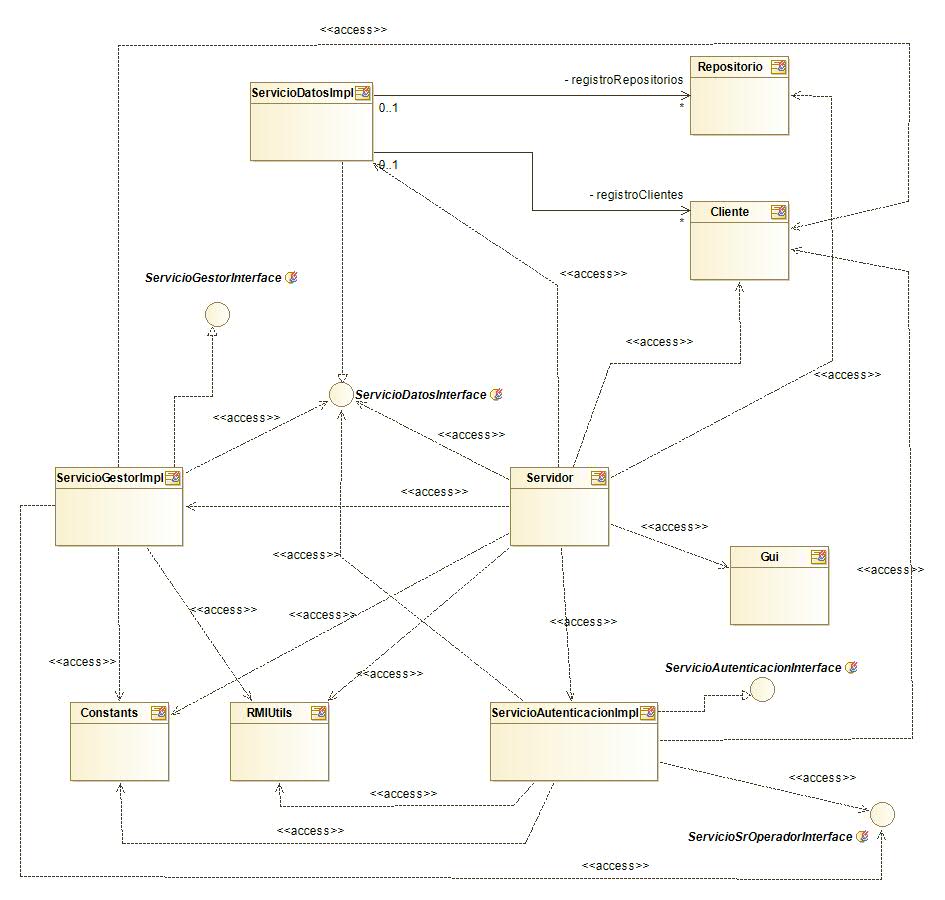 <<access>>
Repositorio
- registroRepositorios
ServicioDatosImpl
0..1
*
0..1
- registroClientes
Cliente
*
<<access>>
ServicioGestorInterface
<<access>>
<<access>>
ServicioDatosInterface
<<access>>
<<access>>
ServicioGestorImpl
Servidor
<<access>>
<<access>>
<<access>>
Gui
<<access>>
<<access>>
<<access>>
<<access>>
<<access>>
<<access>>
ServicioAutenticacionInterface
Constants
RMIUtils
ServicioAutenticacionImpl
<<access>>
<<access>>
<<access>>
ServicioSrOperadorInterface
<<access>>